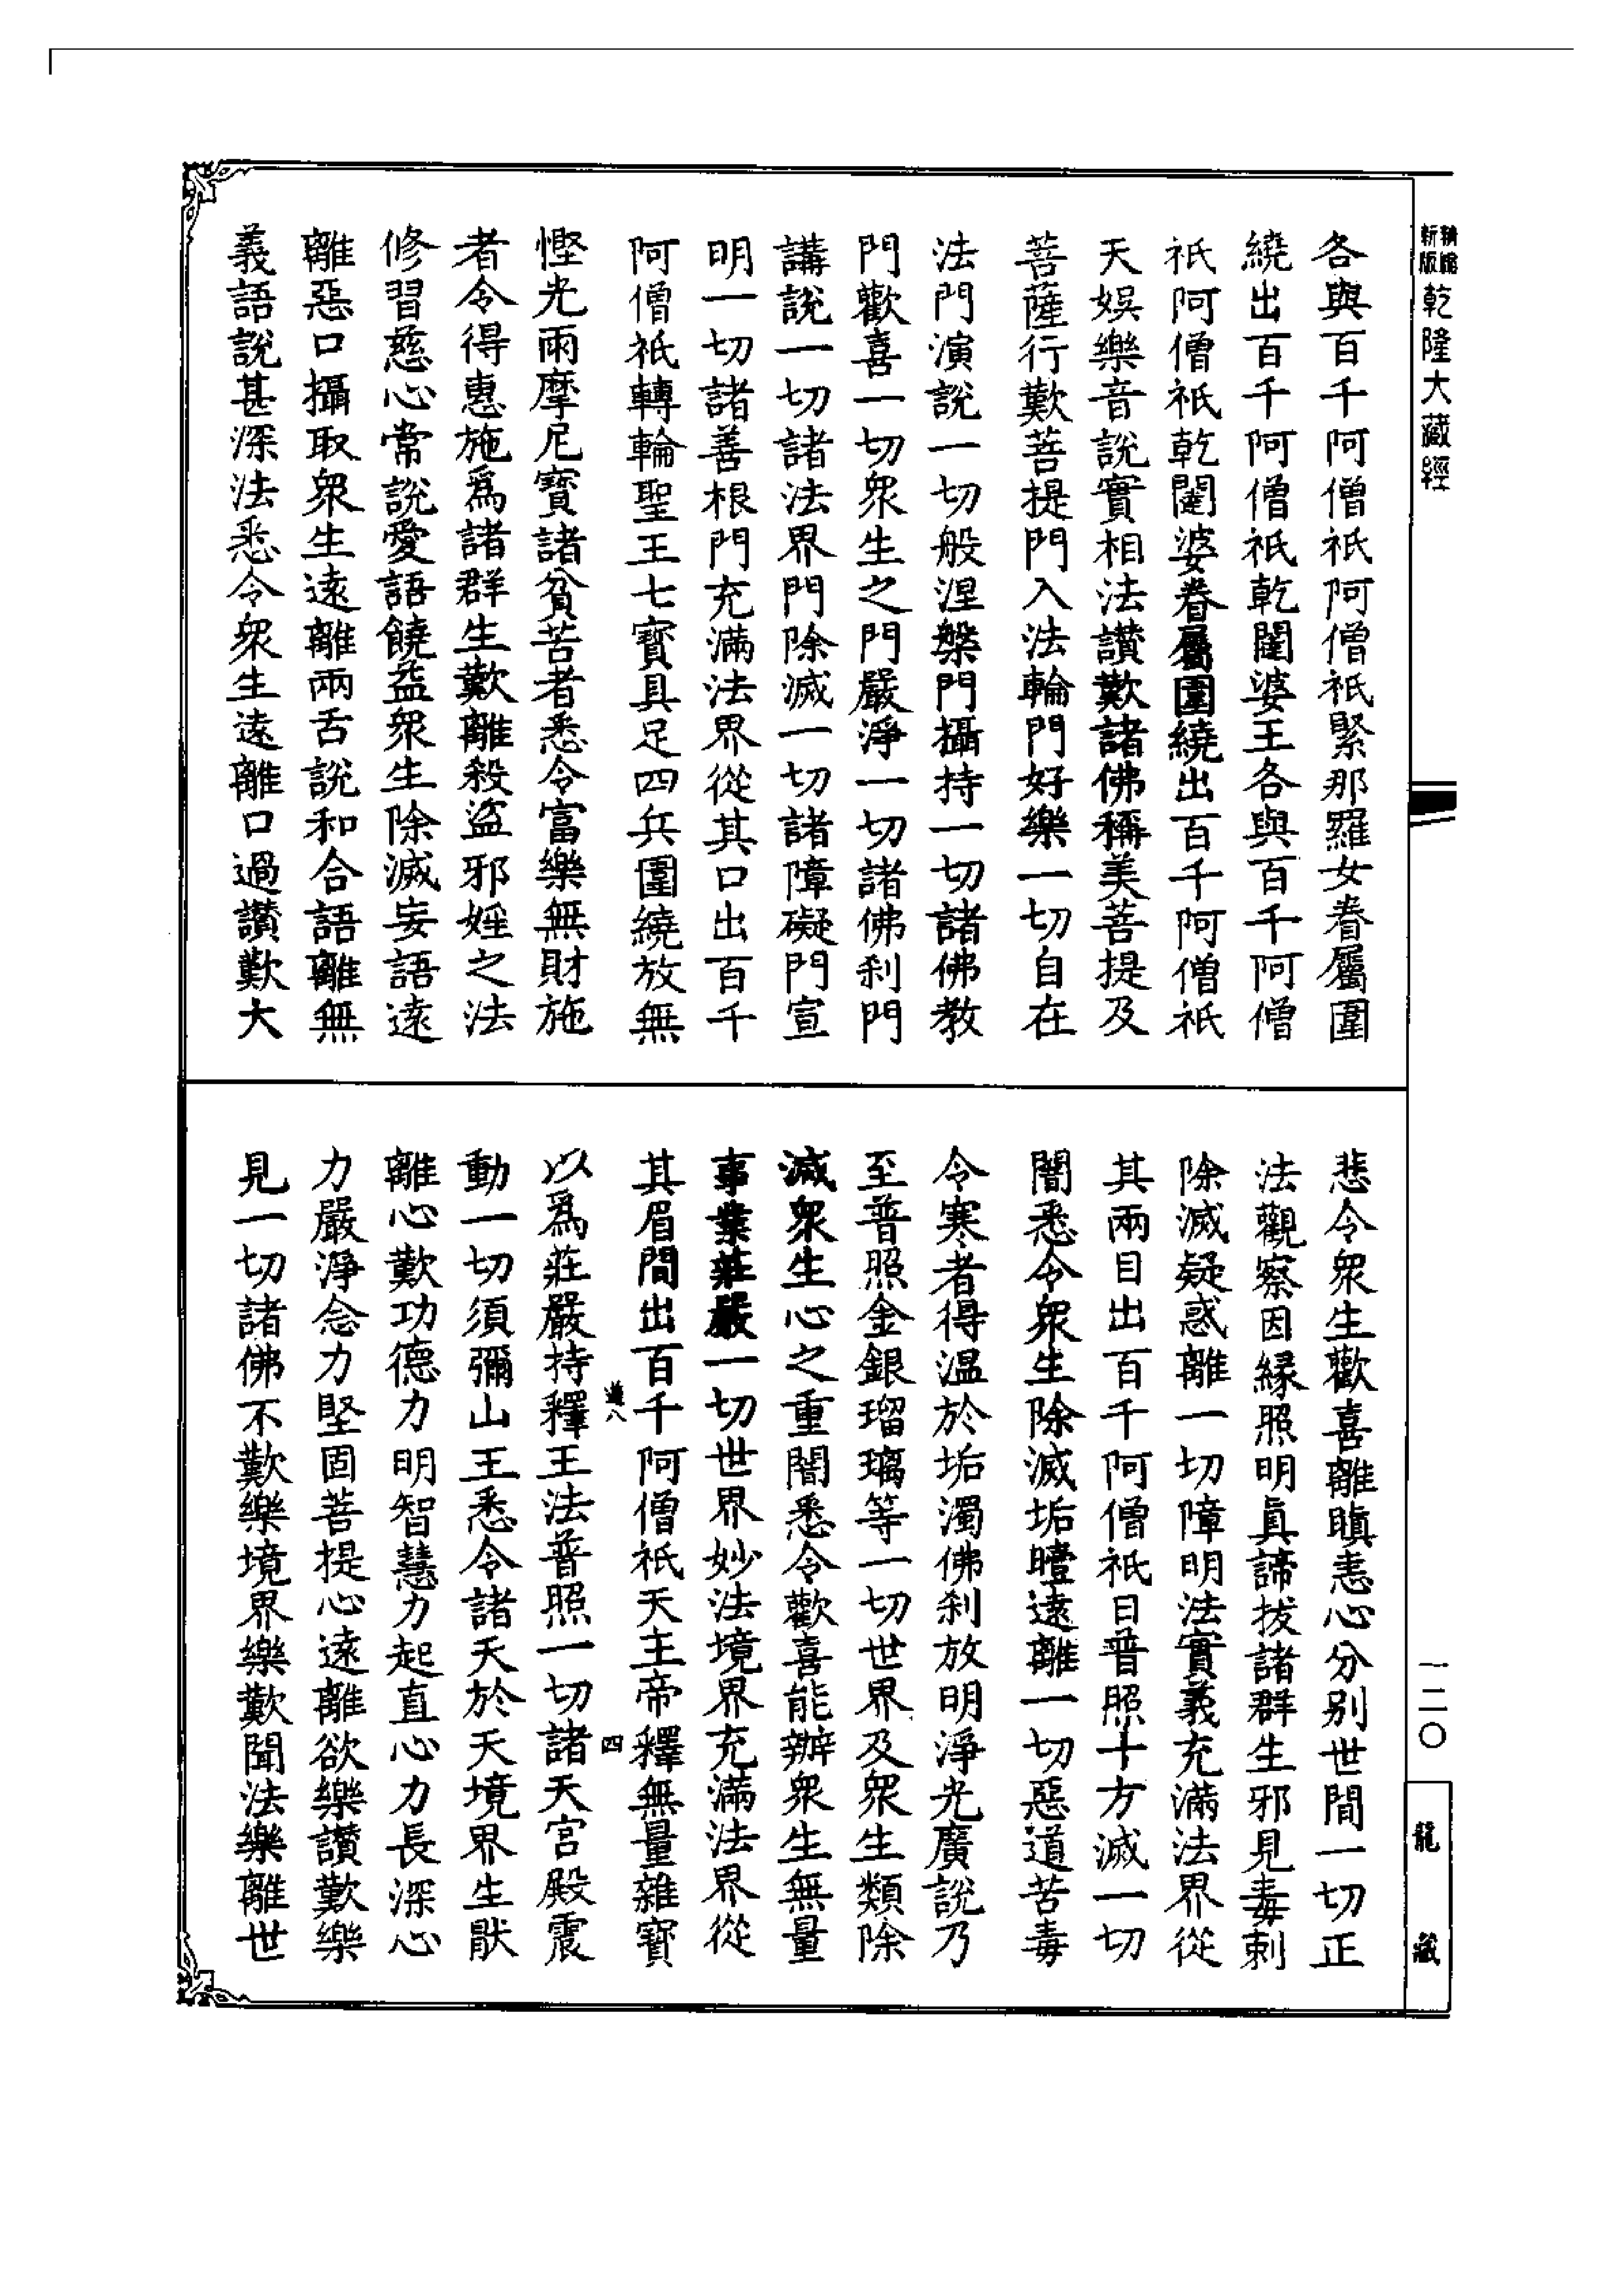 新版
精縮
乾隆大藏經
各與百千阿僧祇阿僧祇緊那羅女眷屬圍
繞出百千阿僧祇乾闥婆王各與百千阿僧
祇阿僧祇乾闥婆眷屬圍繞出百千阿僧祇
天娛樂音說實相法讚歎諸佛稱美菩提及
菩薩行歎菩提門入法輪門好樂一切自在
法門演說一切般涅槃門攝持一切諸佛教
門歡喜一切衆生之門嚴淨一切諸佛刹門
講說一切諸法界門除滅一切諸障礙門宣
明一切諸善根門充滿法界從其口出百千
阿僧祇轉輪聖王七寶具足四兵圍繞放無
慳光雨摩尼寶諸貧苦者悉令富樂無財施
者令得惠施爲諸群生歎離殺盜邪婬之法
修習慈心常說愛語饒益衆生除滅妄語遠
離惡口攝取衆生遠離兩舌說和合語離無
義語說甚深法悉令衆生遠離口過讚歎大
悲令衆生歡喜離瞋恚心分别世間一切正
法觀察因緣照明眞諦拔諸群生邪見毒刺
除滅疑惑離一切障明法實義充滿法界從
其兩目出百千阿僧祇日普照十方滅一切
闇悉令衆生除滅垢曀遠離一切惡道苦毒
令寒者得溫於垢濁佛刹放明淨光廣說乃
至普照金銀瑠璃等一切世界及衆生類除
滅衆生心之重闇悉令歡喜能辦衆生無量
事業莊嚴一切世界妙法境界充滿法界從
其眉間出百千阿僧祇天主帝釋無量雜寶
八 四
以爲莊嚴持釋王法普照一切諸天宮殿震
動一切須彌山王悉令諸天於天境界生猒
離心歎功德力明智慧力起直心力長深心
力嚴淨念力堅固菩提心遠離欲樂讚歎樂
見一切諸佛不歎樂境界樂歎聞法樂離世
一二〇
龍藏